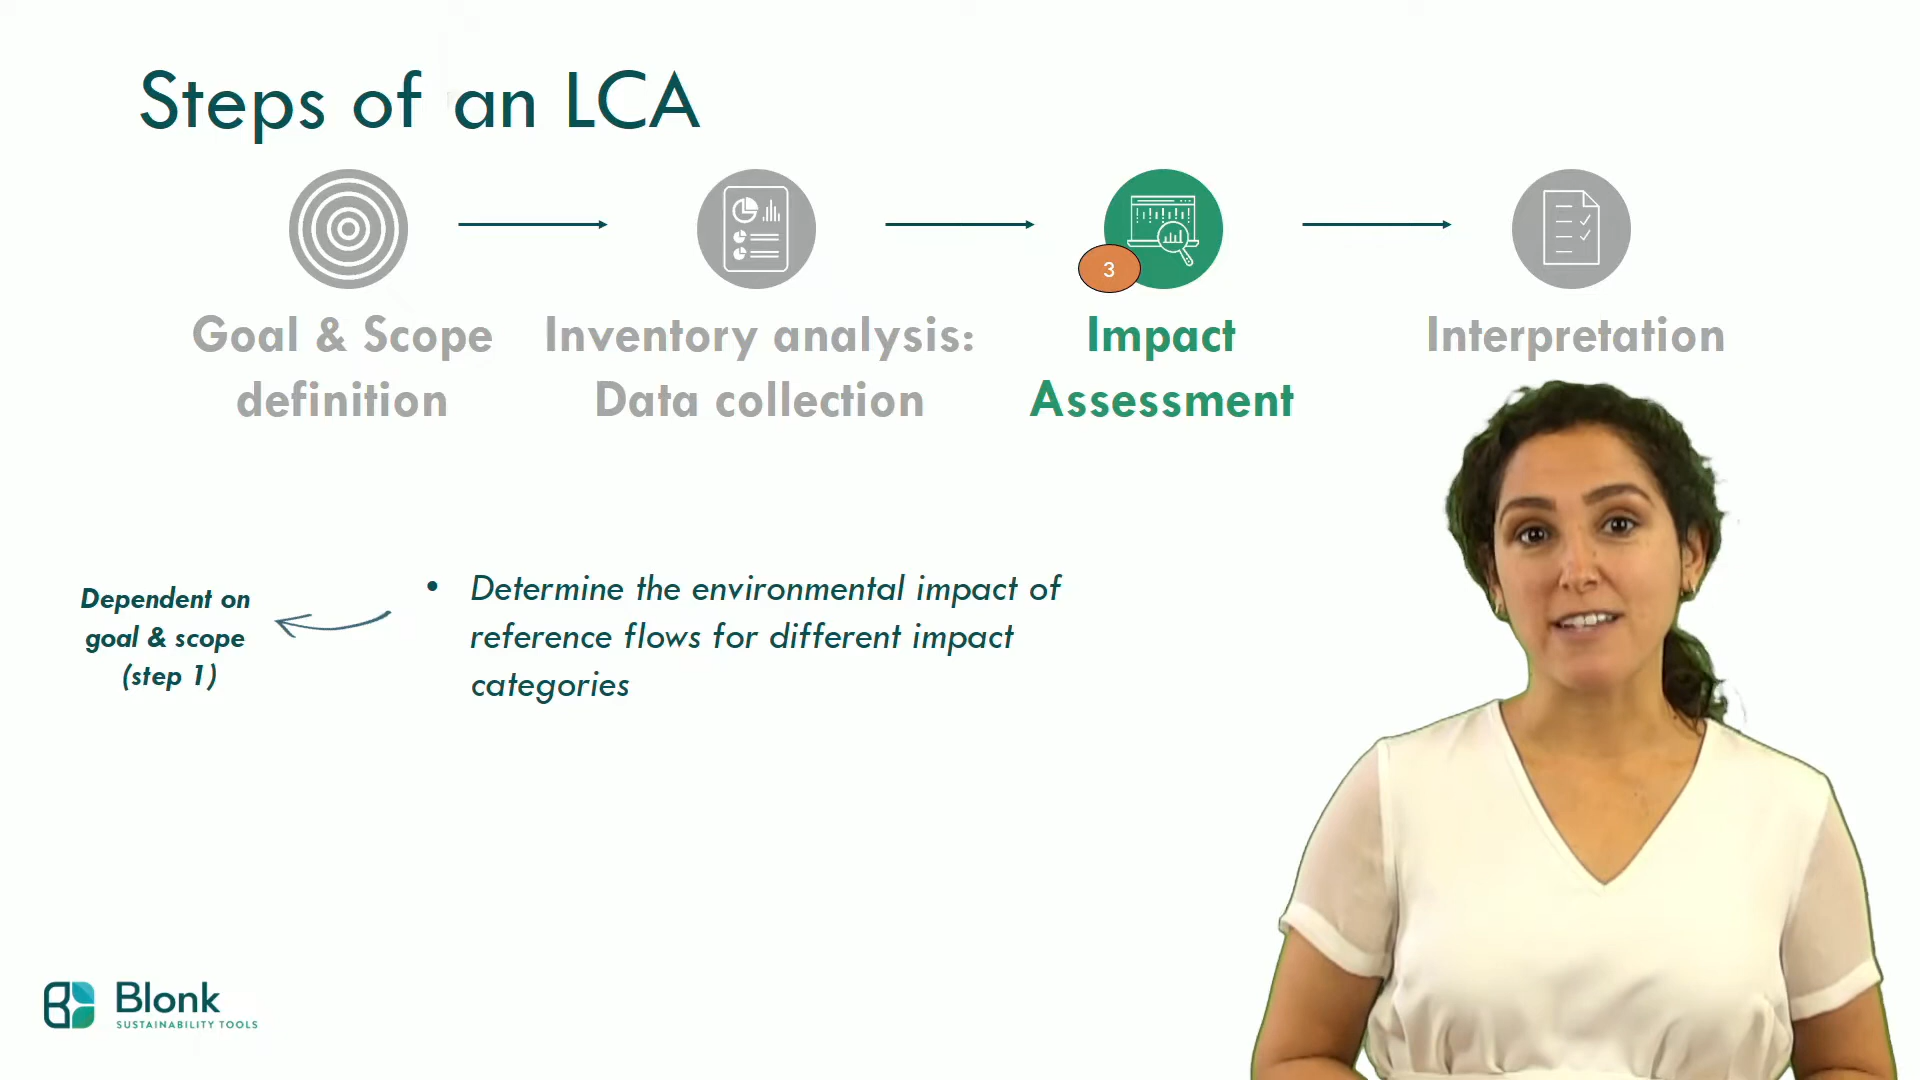 Steps of an LCA
3
Goal & Scope
definition
Inventory analysis:
Data collection
Impact
Assessment
Interpretation
Dependent on
goal & scope
(step 1)
• Determine the environmental impact of
reference flows for different impact
categories
Blonk
SUSTAINABILITY TOOLS